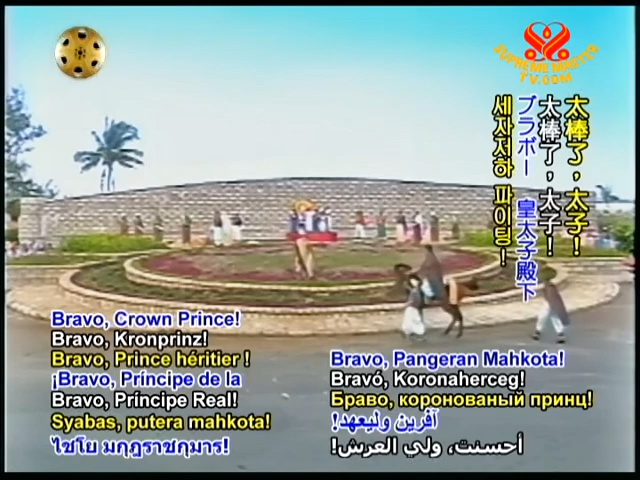 SUPREME MASTER
TV.COM
太棒了，太子！
太棒了，太子！
ブラボー 皇太子殿下
세자저하 파이팅！
Bravo, Crown Prince!
Bravo, Kronprinz!
Bravo, Prince héritier !
¡Bravo, Príncipe de la
Bravo, Príncipe Real!
Syabas, putera mahkota!
ไชโย มกุฎราชกุมาร!
Bravo, Pangeran Mahkota!
Bravó, Koronaherceg!
Браво, коронованый принц!
آفرین ولیعهد!
أحسنت، ولي العرش!